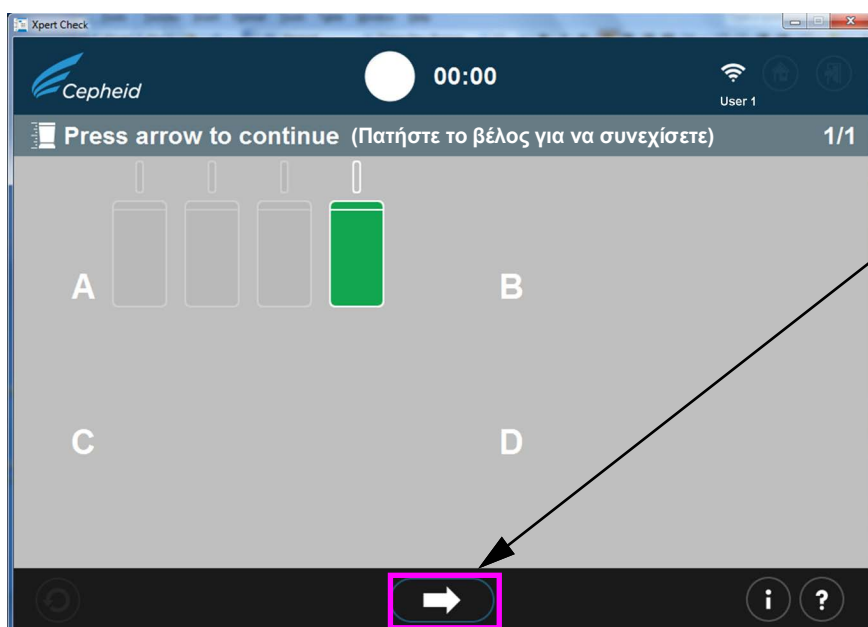 Xpert Check
Cepheid
00:00
User 1
Press arrow to continue (Πατήστε το βέλος για να συνεχίσετε) 1/1
A
B
C
D
i ?